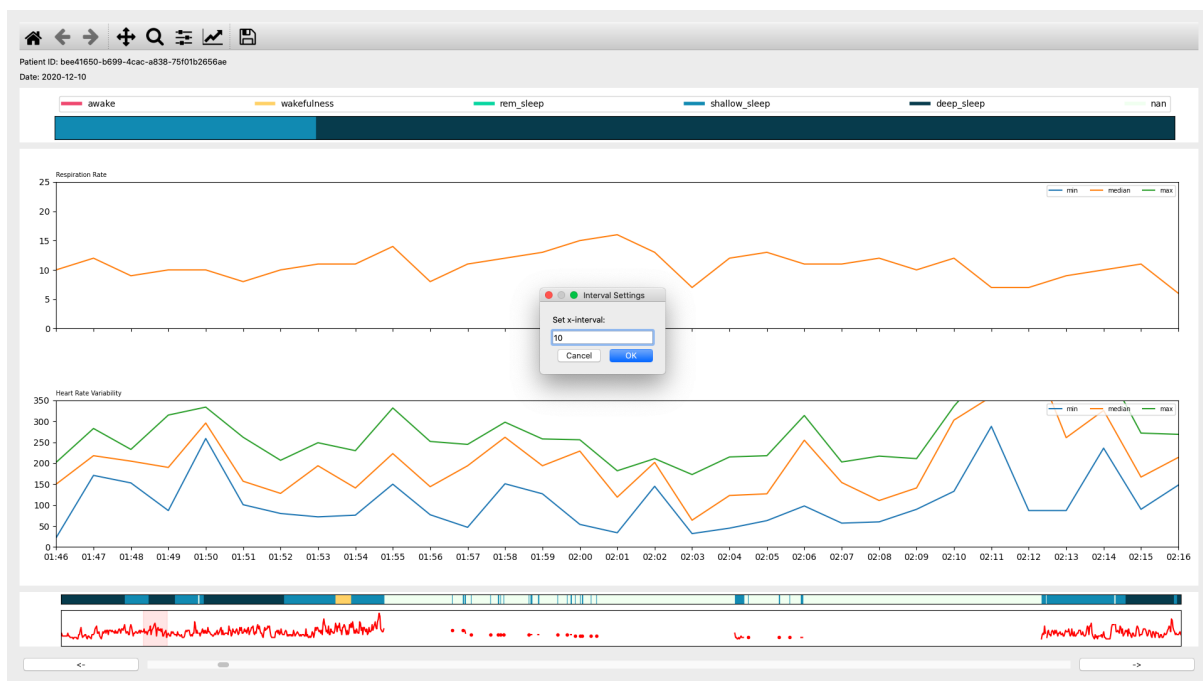 Patient ID: bee41650-b699-4cac-a838-75f01b2656ae
Date: 2020-12-10
awake wakefulness rem_sleep shallow_sleep deep_sleep nan
Respiration Rate
min median max
25
20
15
10
5
0
Interval Settings
Set x-interval:
10
Cancel OK
Heart Rate Variability
min median max
350
300
250
200
150
100
50
0
01:46 01:47 01:48 01:49 01:50 01:51 01:52 01:53 01:54 01:55 01:56 01:57 01:58 01:59 02:00 02:01 02:02 02:03 02:04 02:05 02:06 02:07 02:08 02:09 02:10 02:11 02:12 02:13 02:14 02:15 02:16
<- ->